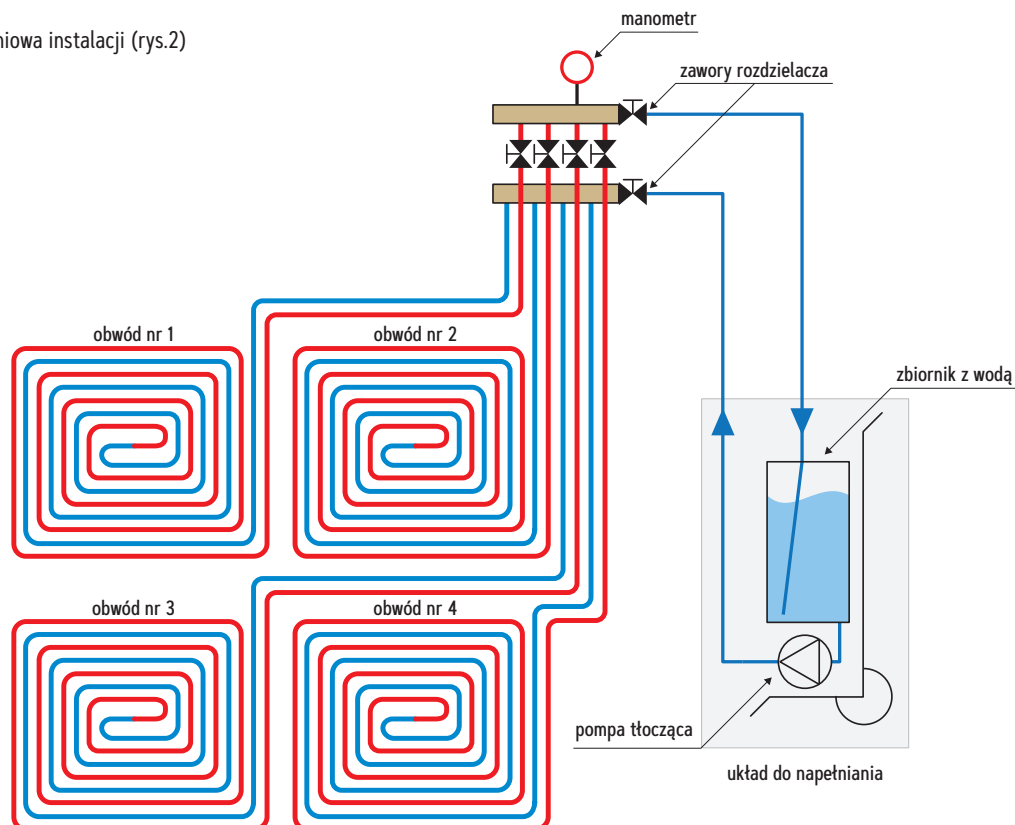 manometr
niowa instalacji (rys.2)
zawory rozdzielacza
obwód nr 1
obwód nr 2
zbiornik z wodą
obwód nr 3
obwód nr 4
pompa tłocząca
układ do napełniania